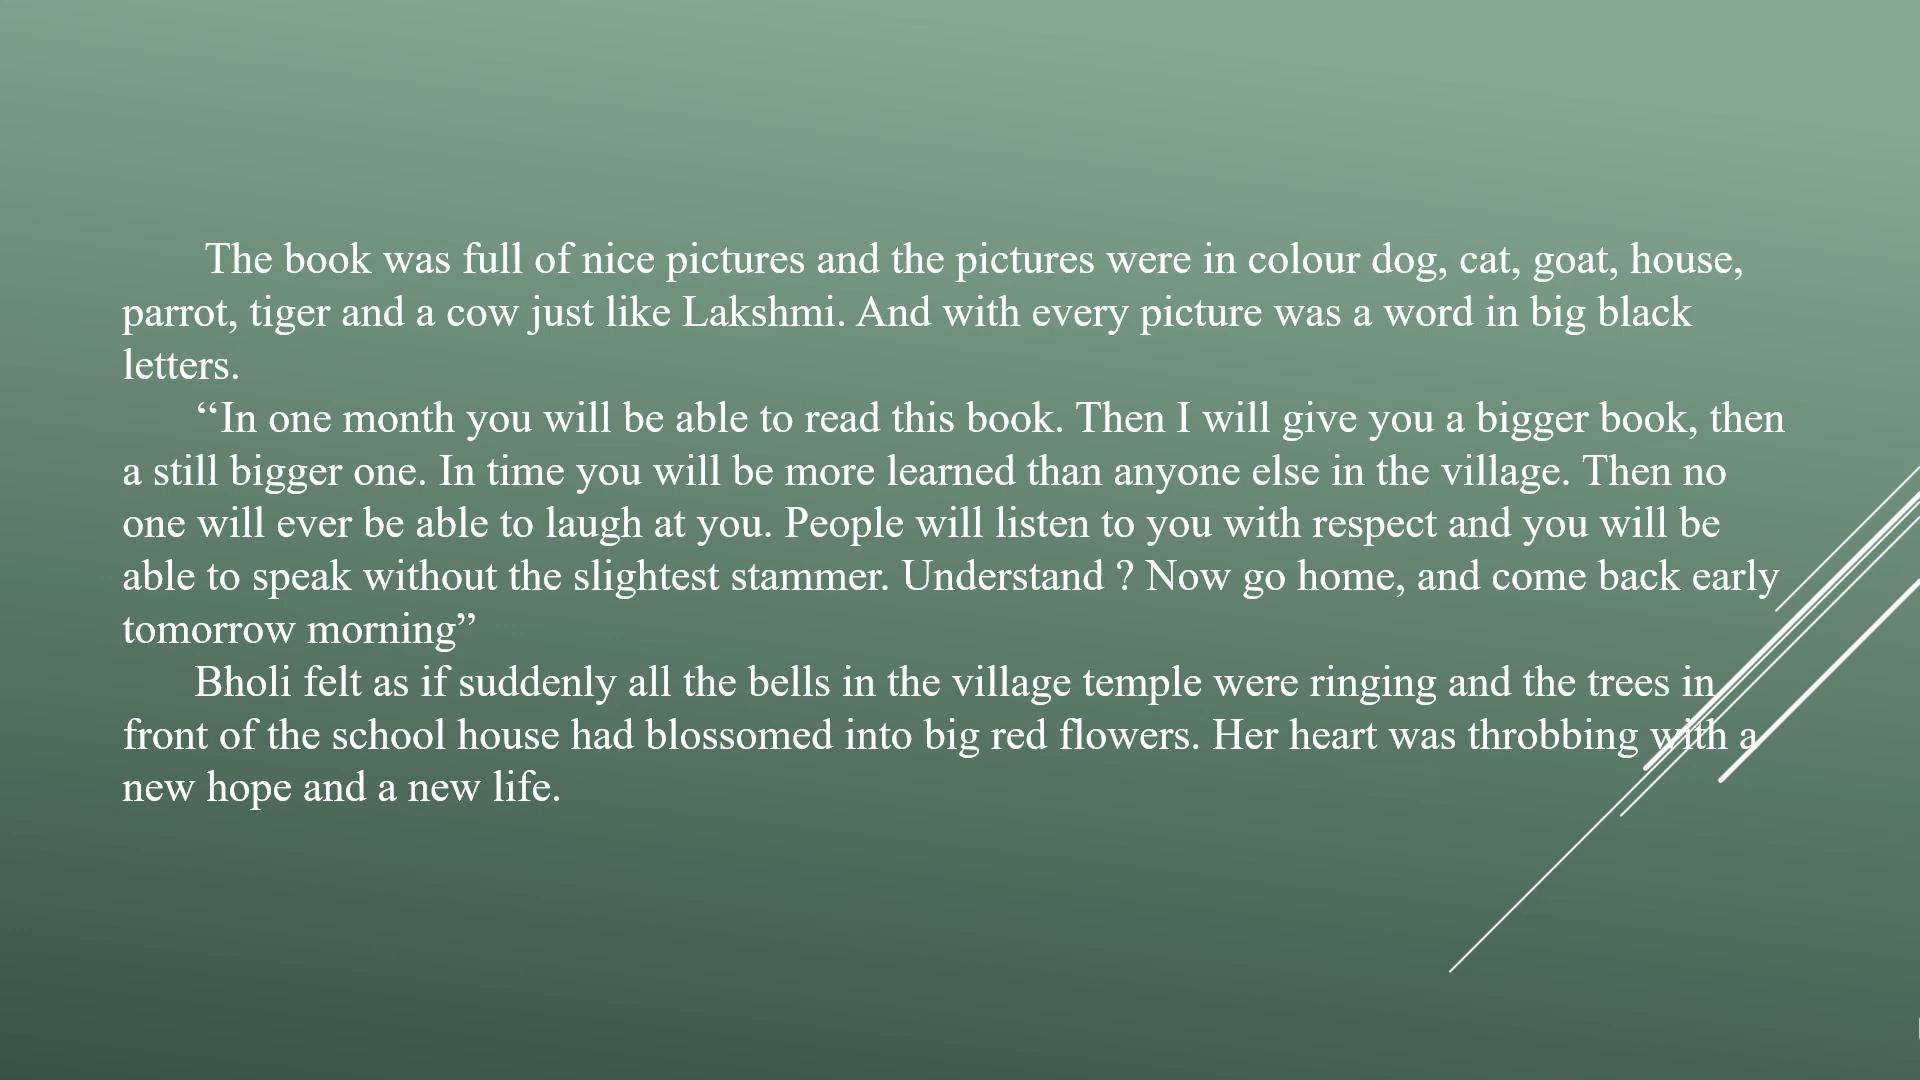 The book was full of nice pictures and the pictures were in colour dog, cat, goat, house,
parrot, tiger and a cow just like Lakshmi. And with every picture was a word in big black
letters.
“In one month you will be able to read this book. Then I will give you a bigger book, then
a still bigger one. In time you will be more learned than anyone else in the village. Then no
one will ever be able to laugh at you. People will listen to you with respect and you will be
able to speak without the slightest stammer. Understand ? Now go home, and come back early
tomorrow morning”
Bholi felt as if suddenly all the bells in the village temple were ringing and the trees in
front of the school house had blossomed into big red flowers. Her heart was throbbing with a
new hope and a new life.